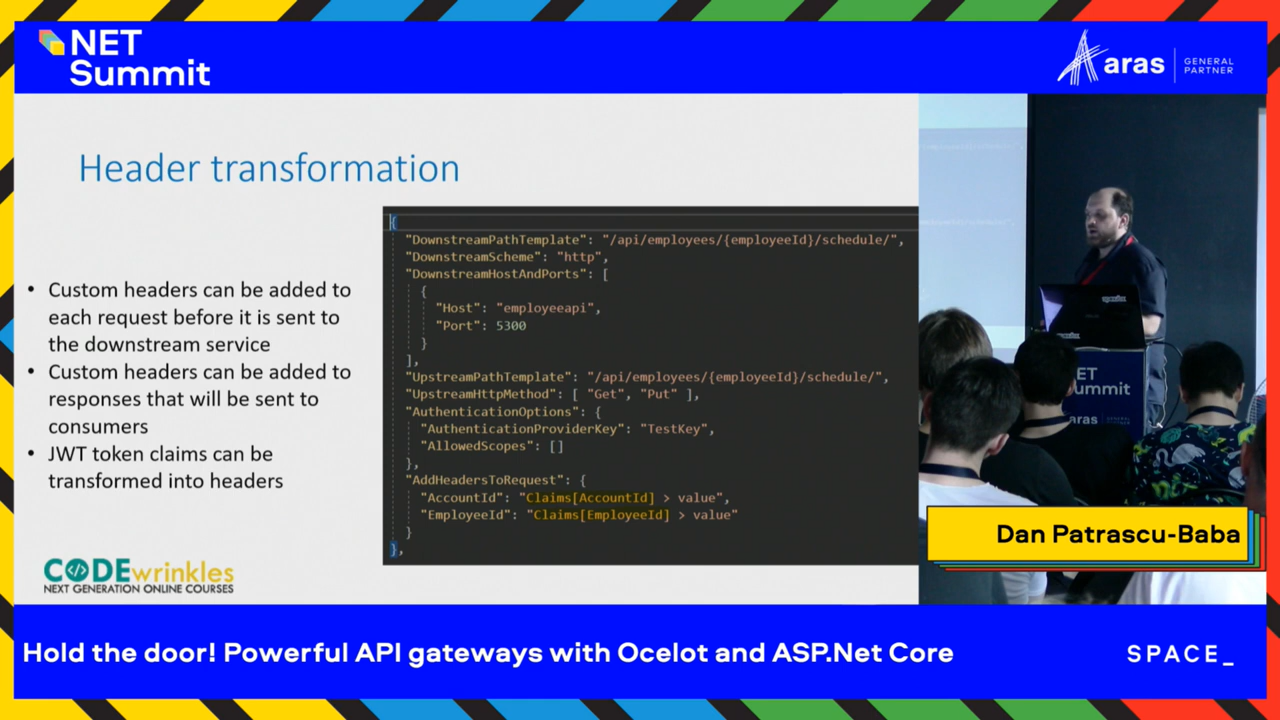 NET
Summit
aras
GENERAL
PARTNER
Header transformation
• Custom headers can be added to
each request before it is sent to
the downstream service
• Custom headers can be added to
responses that will be sent to
consumers
• JWT token claims can be
transformed into headers
{
"DownstreamPathTemplate": "/api/employees/{employeeId}/schedule/",
"DownstreamScheme": "http",
"DownstreamHostAndPorts": [
{
"Host": "employeeapi",
"Port": 5300
}
],
"UpstreamPathTemplate": "/api/employees/{employeeId}/schedule/",
"UpstreamHttpMethod": [ "Get", "Put" ],
"AuthenticationOptions": {
"AuthenticationProviderKey": "TestKey",
"AllowedScopes": []
},
"AddHeadersToRequest": {
"AccountId": "Claims[AccountId] > value",
"EmployeeId": "Claims[EmployeeId] > value"
}
},
CODEwrinkles
NEXT GENERATION ONLINE COURSES
ET
ummit
aras
Dan Patrascu-Baba
Hold the door! Powerful API gateways with Ocelot and ASP.Net Core
SPACE_